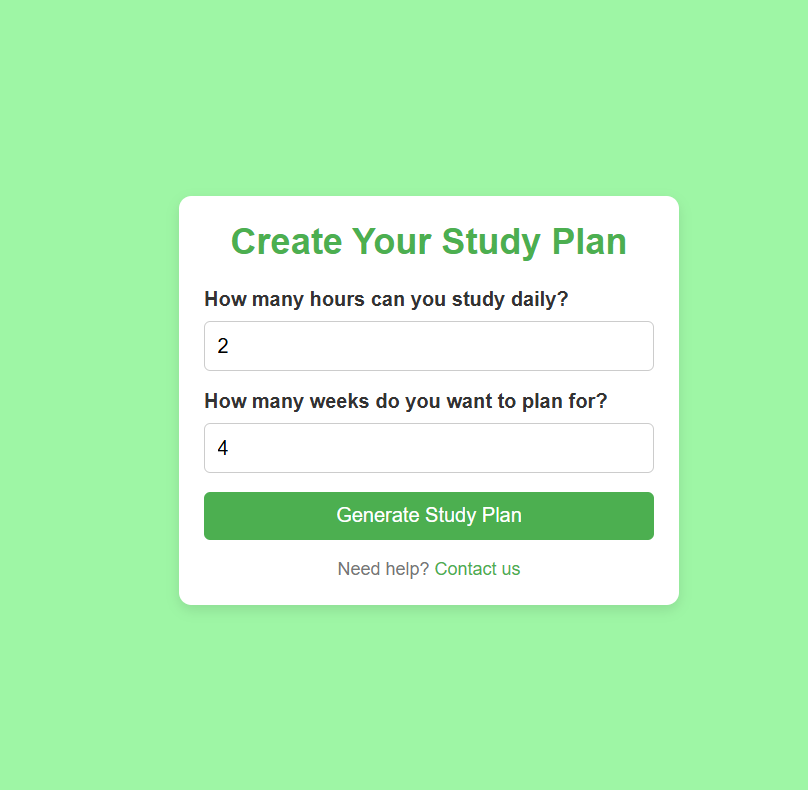 Create Your Study Plan
How many hours can you study daily?
2
How many weeks do you want to plan for?
4
Generate Study Plan
Need help? Contact us